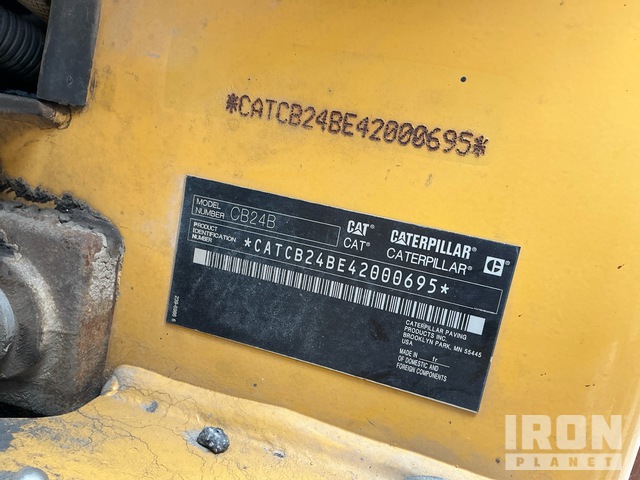 *CATCB24BE42000695*
MODEL NUMBER CB24B
CAT CATERPILLAR
CAT® CATERPILLAR®
PRODUCT IDENTIFICATION NUMBER *CATCB24BE42000695*
CATERPILLAR PAVING
PRODUCTS INC.
BROOKLYN PARK, MN 55445
USA
MADE IN fr
OF DOMESTIC AND
FOREIGN COMPONENTS
IRON
PLANET